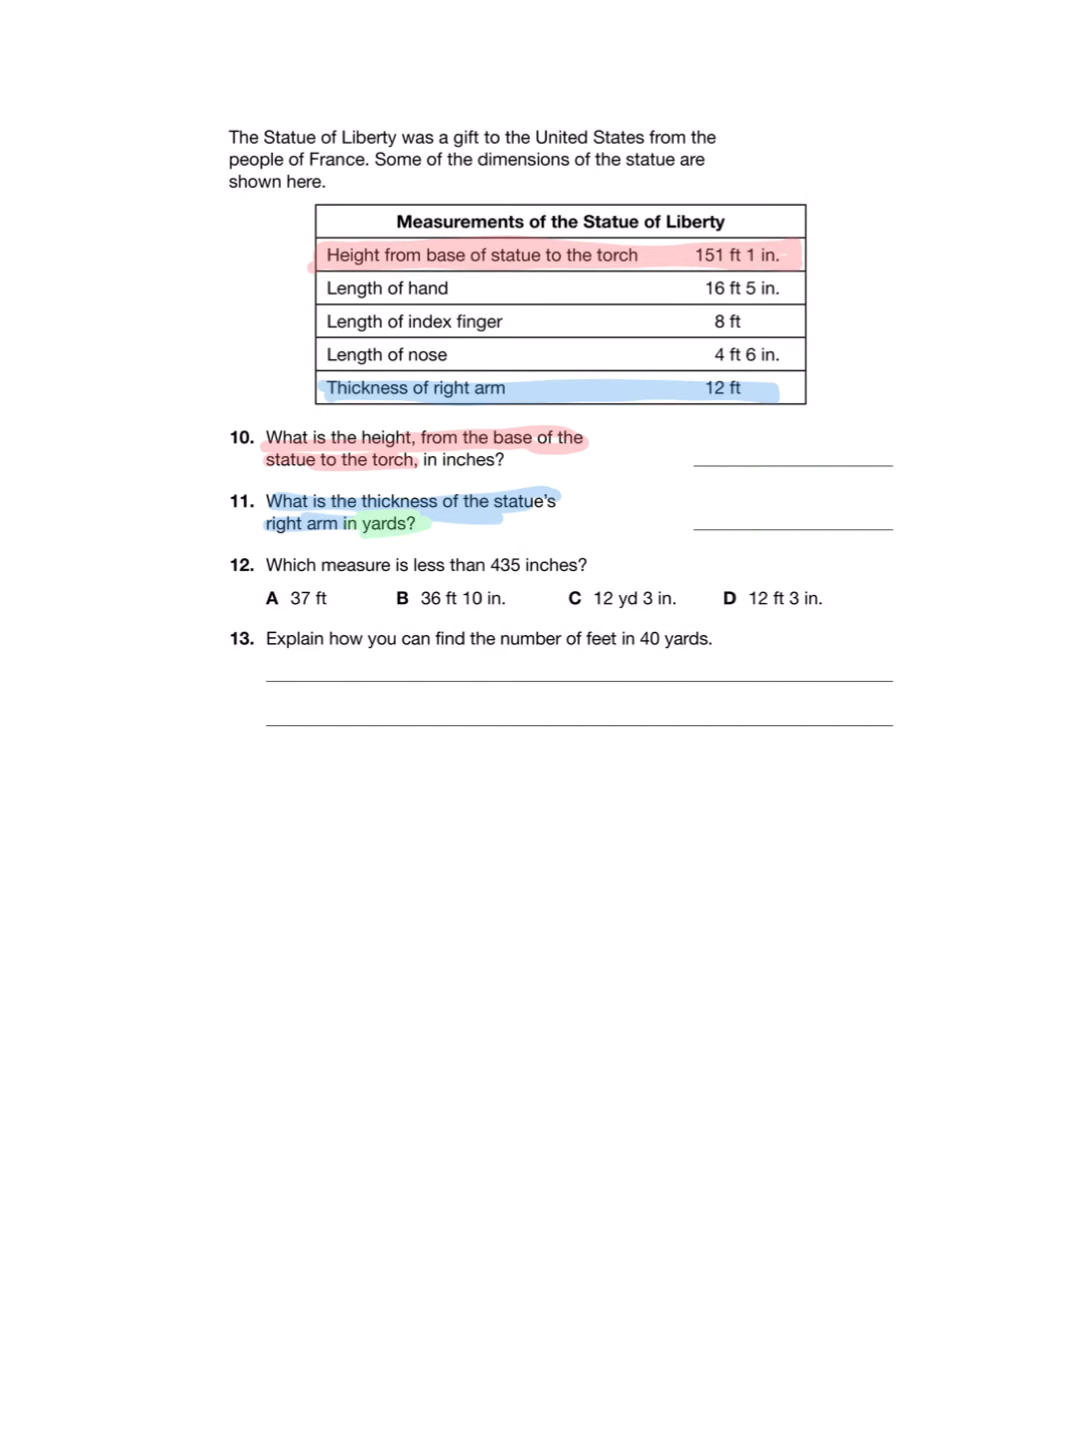 The Statue of Liberty was a gift to the United States from the
people of France. Some of the dimensions of the statue are
shown here.
Measurements of the Statue of Liberty
Height from base of statue to the torch 151 ft 1 in.
Length of hand 16 ft 5 in.
Length of index finger 8 ft
Length of nose 4 ft 6 in.
Thickness of right arm 12 ft
10. What is the height, from the base of the
statue to the torch, in inches?
11. What is the thickness of the statue's
right arm in yards?
12. Which measure is less than 435 inches?
A 37 ft B 36 ft 10 in. C 12 yd 3 in. D 12 ft 3 in.
13. Explain how you can find the number of feet in 40 yards.